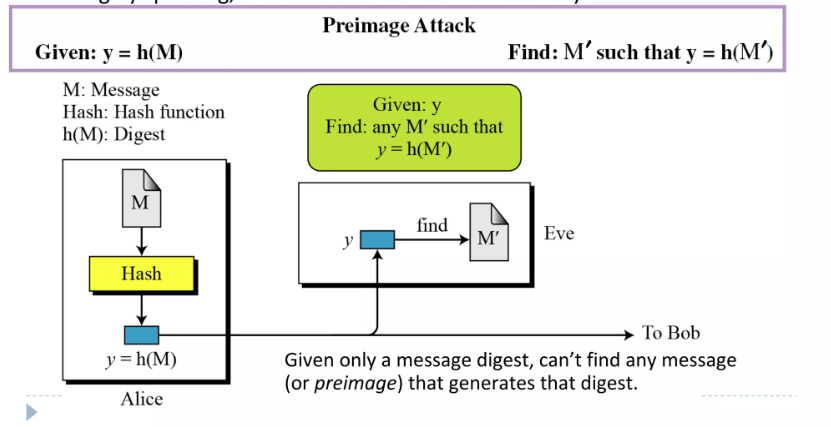 Preimage Attack
Given: y = h(M)
Find: M′ such that y = h(M′)
M: Message
Hash: Hash function
h(M): Digest
Given: y
Find: any M′ such that
y = h(M′)
M
Hash
y = h(M)
Alice
y
find
M′
Eve
To Bob
Given only a message digest, can’t find any message
(or preimage) that generates that digest.